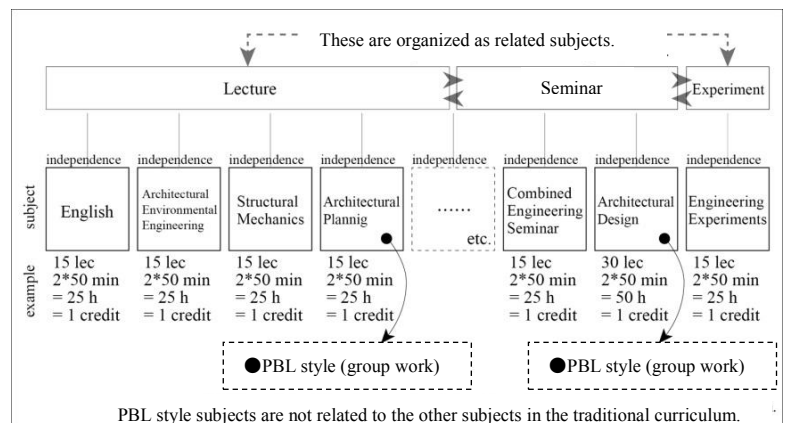 These are organized as related subjects.
Lecture
Seminar
Experiment
independence
independence
independence
independence
independence
independence
independence
independence
subject
English
Architectural
Environmental
Engineering
Structural
Mechanics
Architectural
Plannig
......
etc.
Combined
Engineering
Seminar
Architectural
Design
Engineering
Experiments
example
15 lec
2*50 min
= 25 h
= 1 credit
15 lec
2*50 min
= 25 h
= 1 credit
15 lec
2*50 min
= 25 h
= 1 credit
15 lec
2*50 min
= 25 h
= 1 credit
15 lec
2*50 min
= 25 h
= 1 credit
30 lec
2*50 min
= 50 h
= 1 credit
15 lec
2*50 min
= 25 h
= 1 credit
●PBL style (group work)
●PBL style (group work)
PBL style subjects are not related to the other subjects in the traditional curriculum.